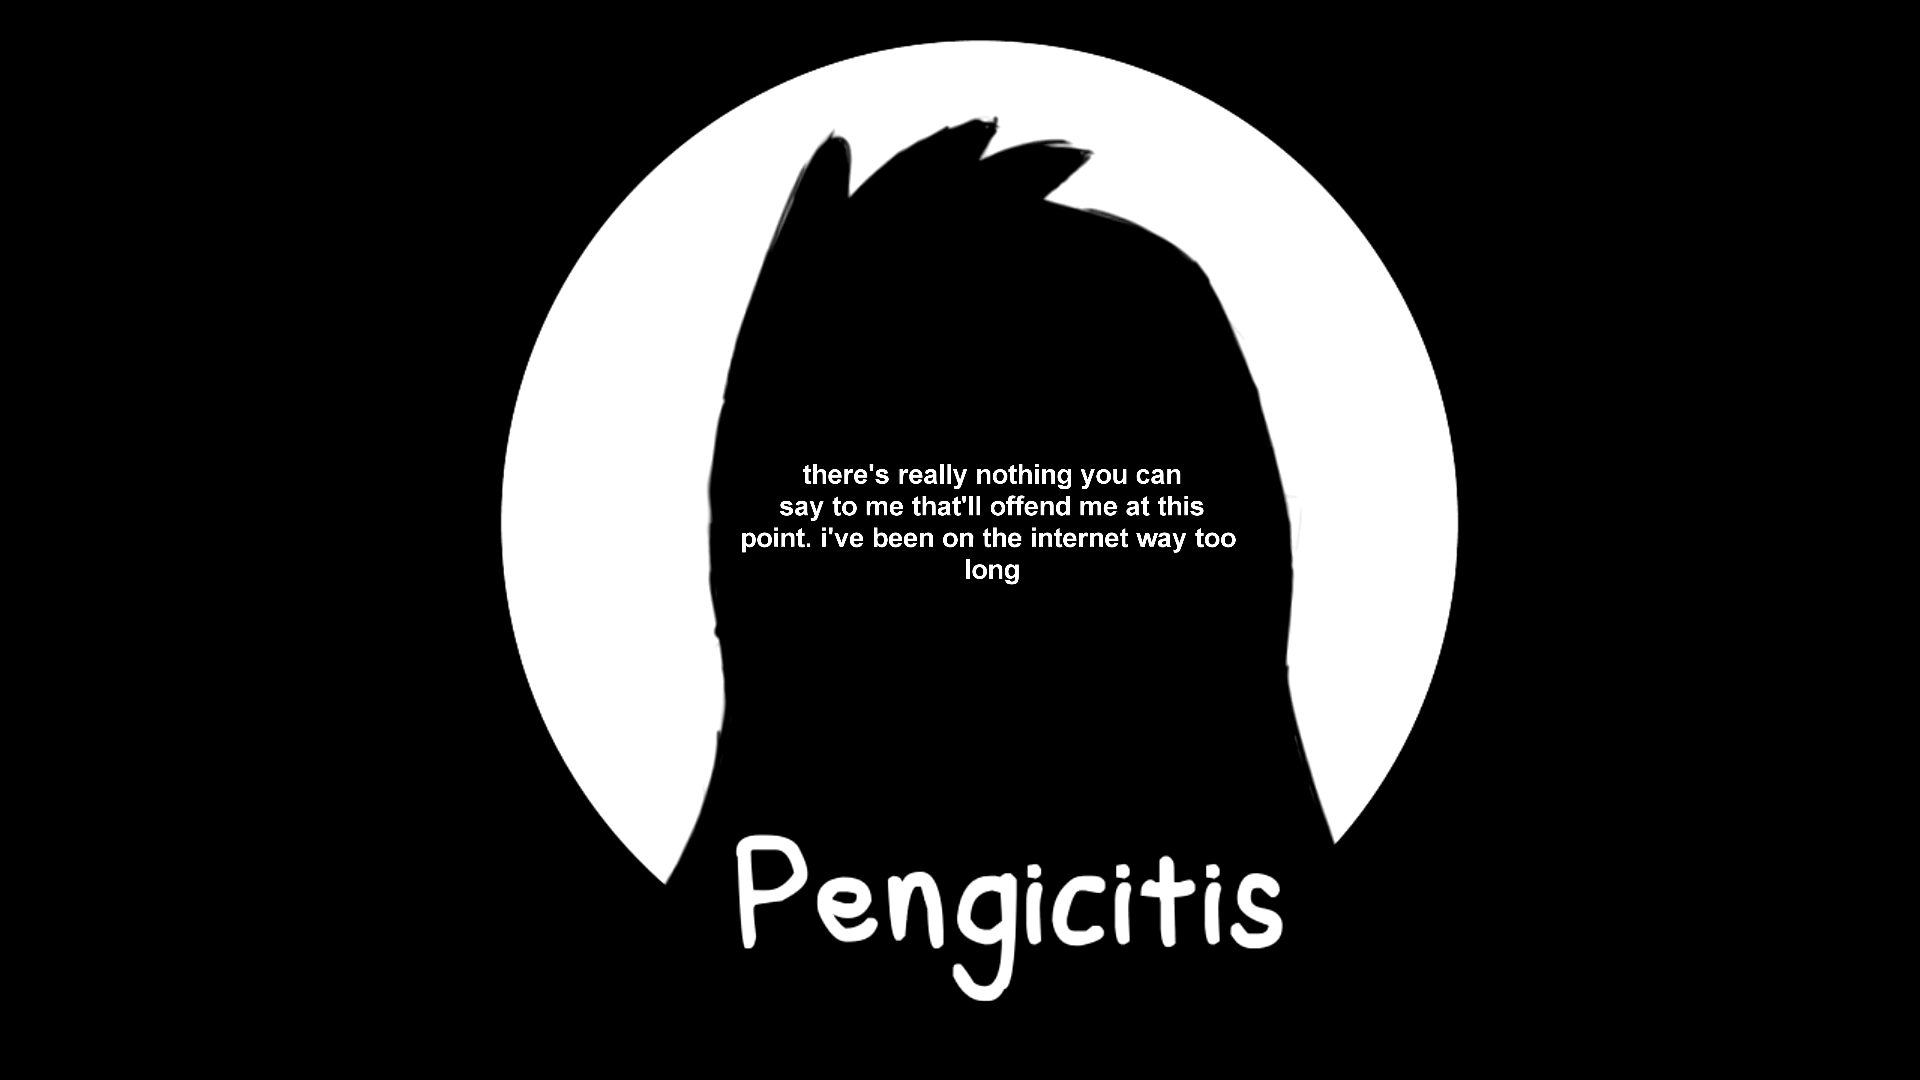 there's really nothing you can
say to me that'll offend me at this
point. i've been on the internet way too
long
Pengicitis